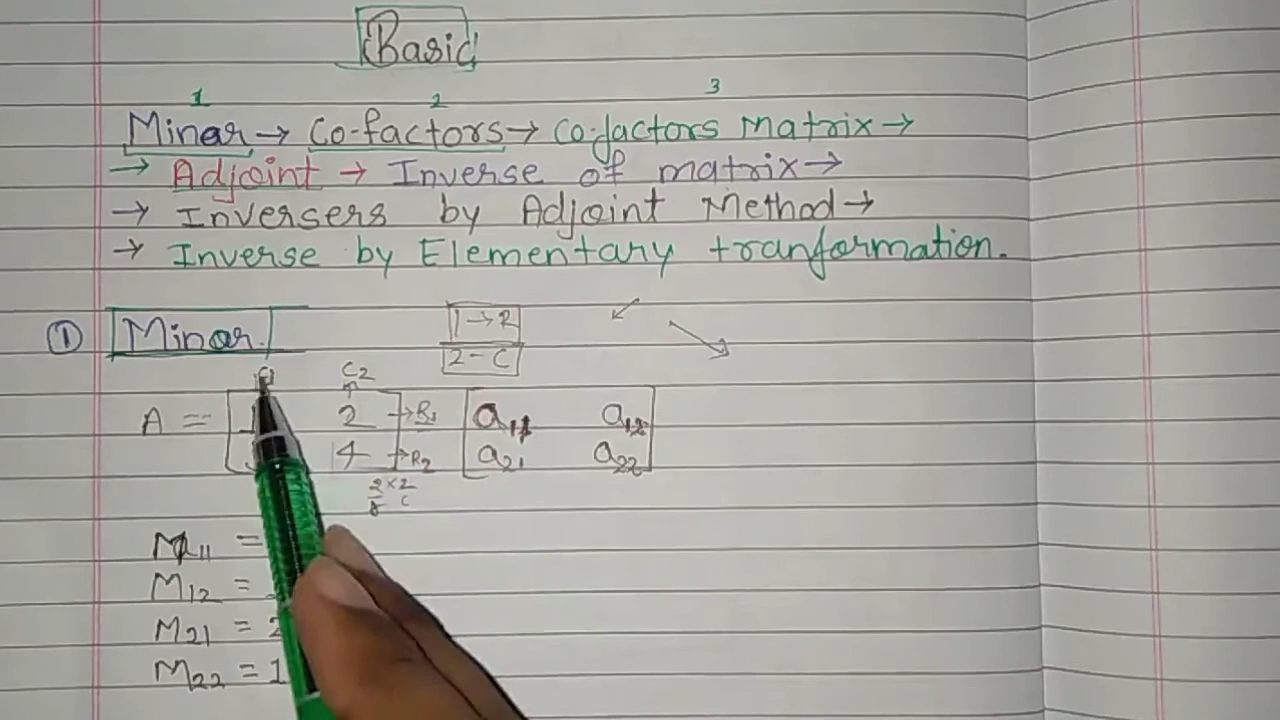 Basic
1 2 3
Minar → Co-factors → Co-factors Matrix →
→ Adjoint → Inverse of matrix →
→ Inversers by Adjoint Method →
→ Inverse by Elementary tranformation.
① Minar.
1 → R
2 - C
C2
A = 2 → R1 a11 a12
4 → R2 a21 a22
2 × 2
C
M11 =
M12 =
M21 = 2
M22 = 1